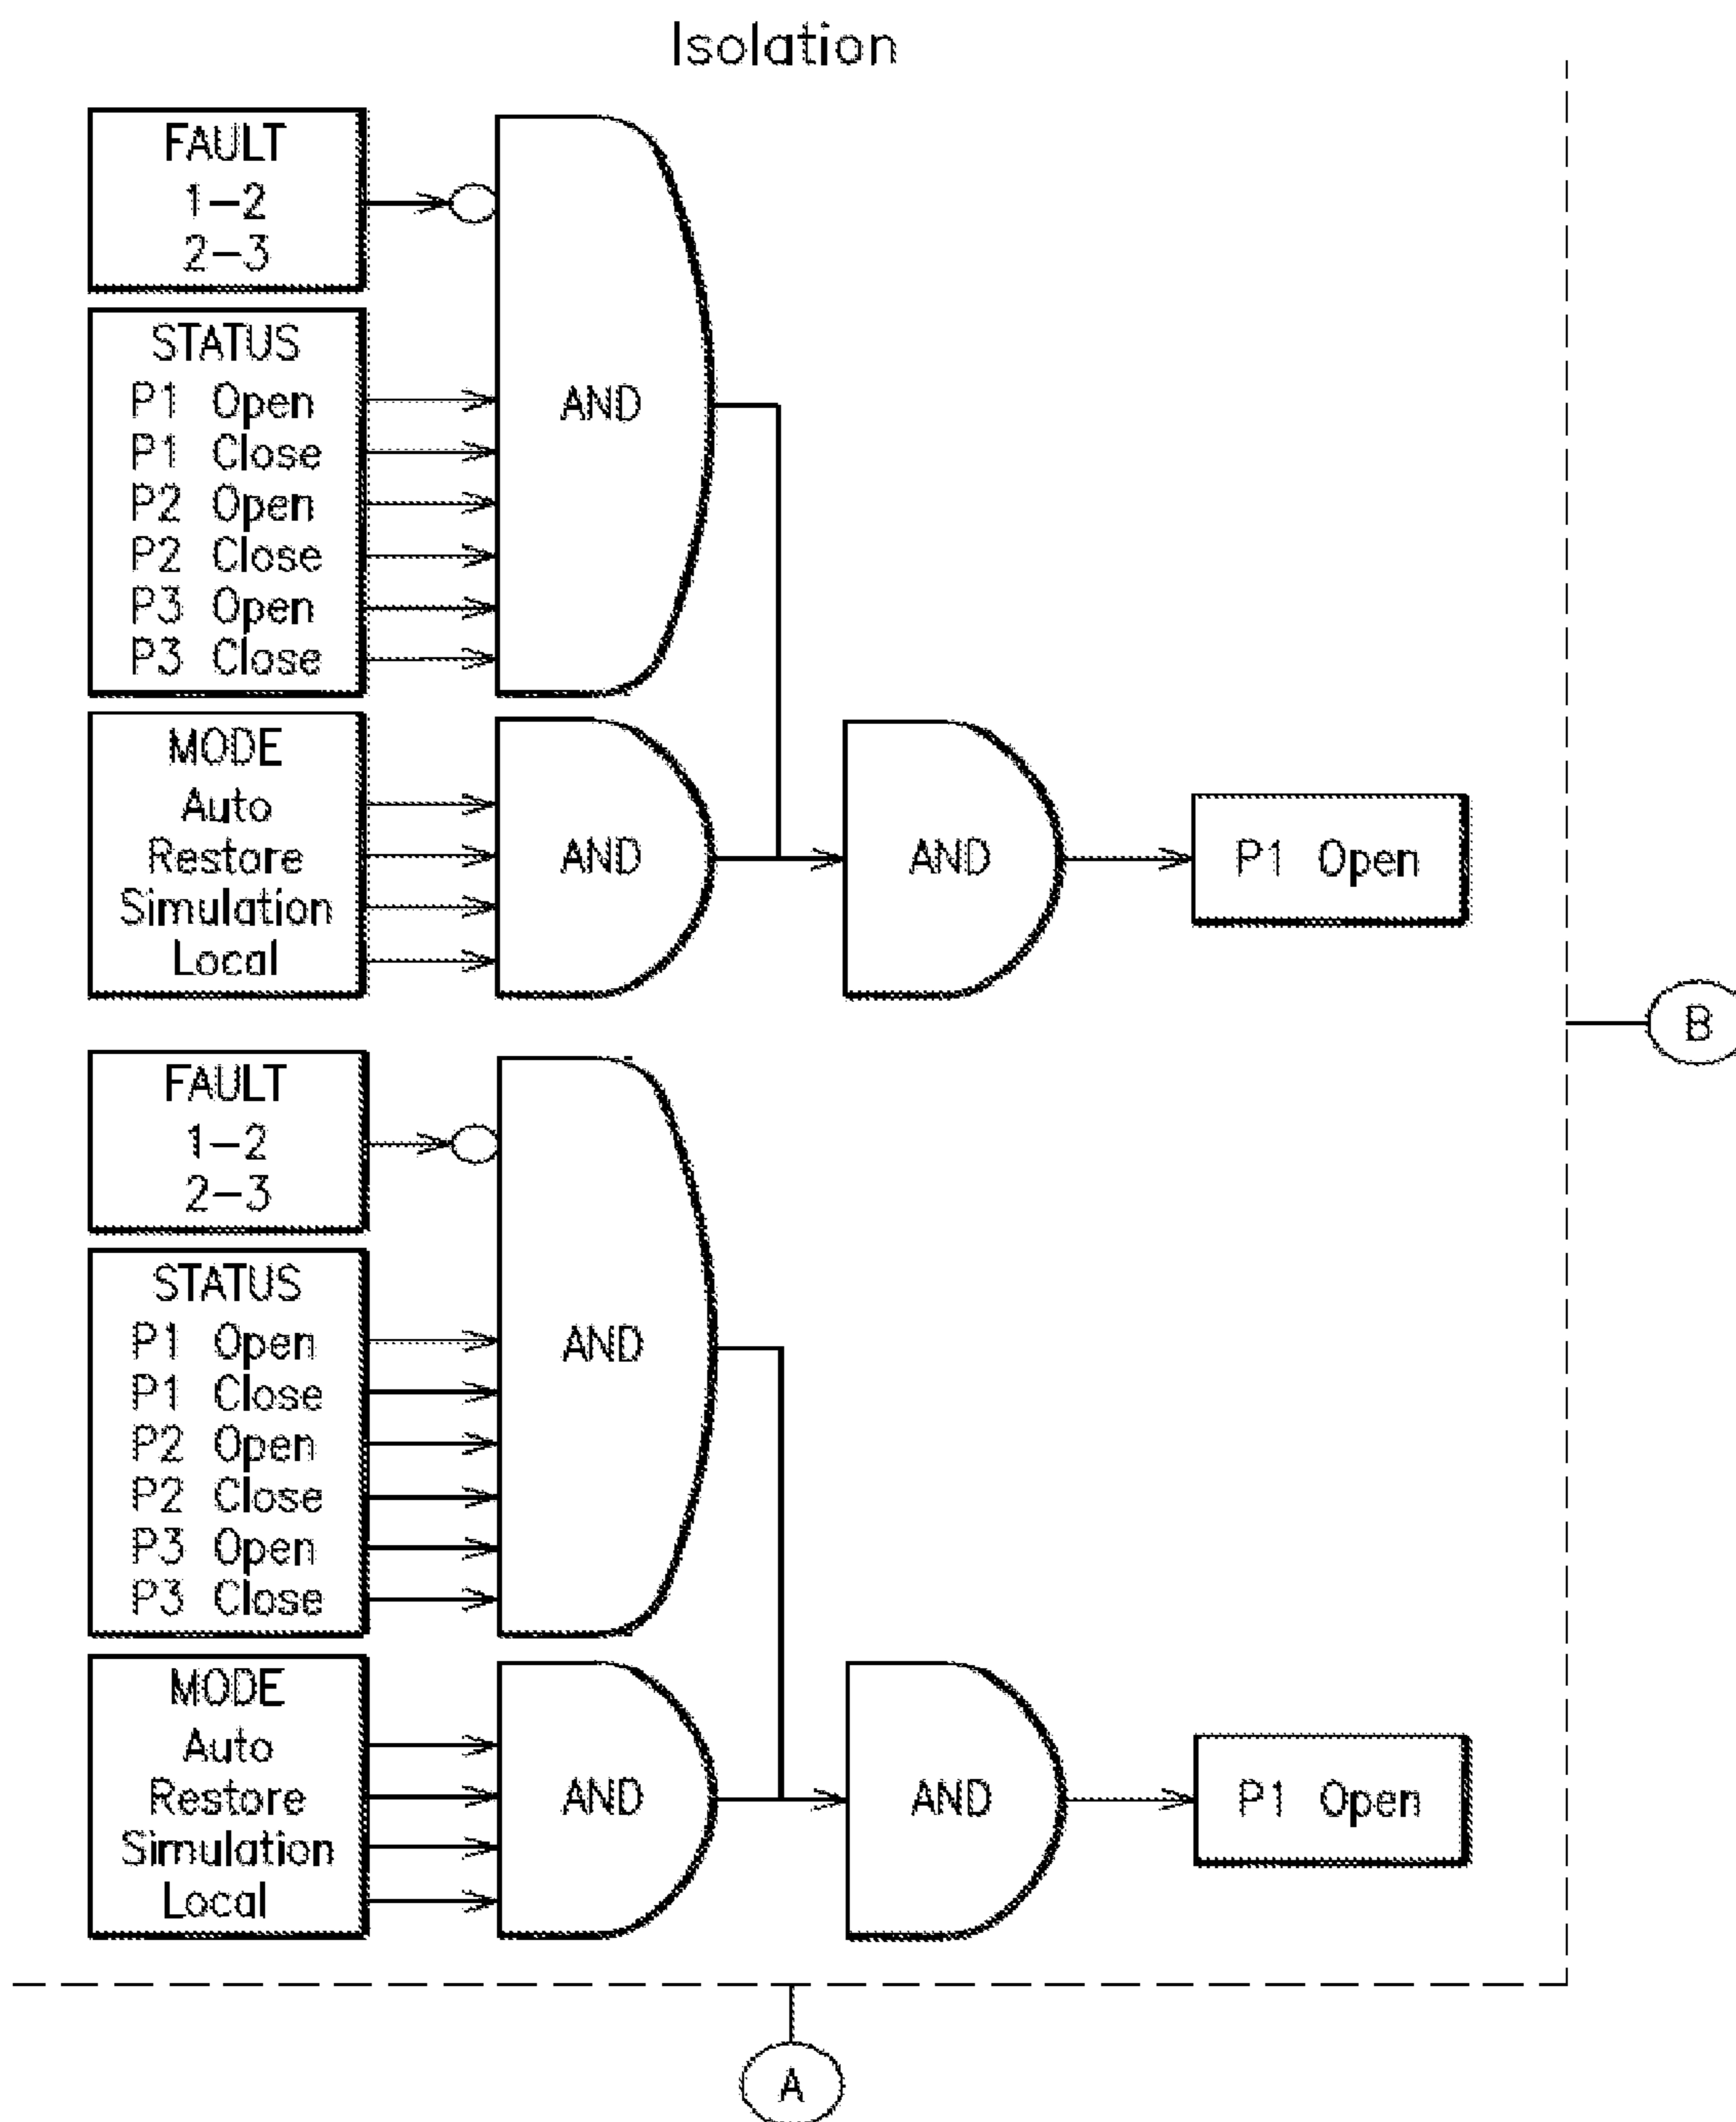 Isolation
FAULT
1-2
2-3
STATUS
P1 Open
P1 Close
P2 Open
P2 Close
P3 Open
P3 Close
AND
MODE
Auto
Restore
Simulation
Local
AND
AND
P1 Open
B
FAULT
1-2
2-3
STATUS
P1 Open
P1 Close
P2 Open
P2 Close
P3 Open
P3 Close
AND
MODE
Auto
Restore
Simulation
Local
AND
AND
P1 Open
A